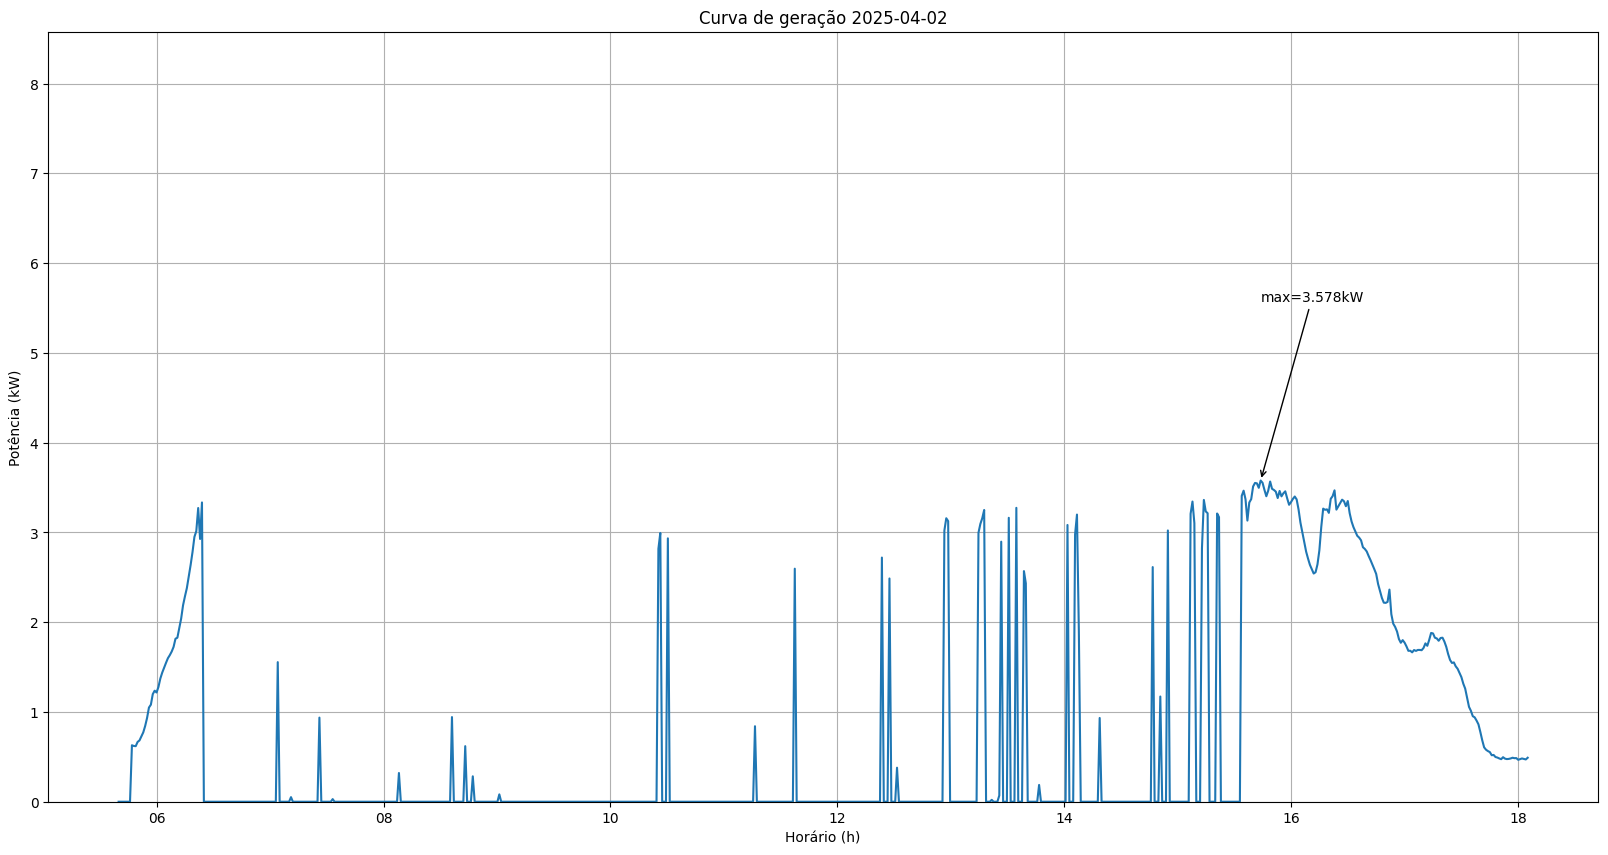 Curva de geração 2025-04-02
8
7
6
max=3.578kW
5
Potência (kW)
4
3
2
1
0
06 08 10 12 14 16 18
Horário (h)